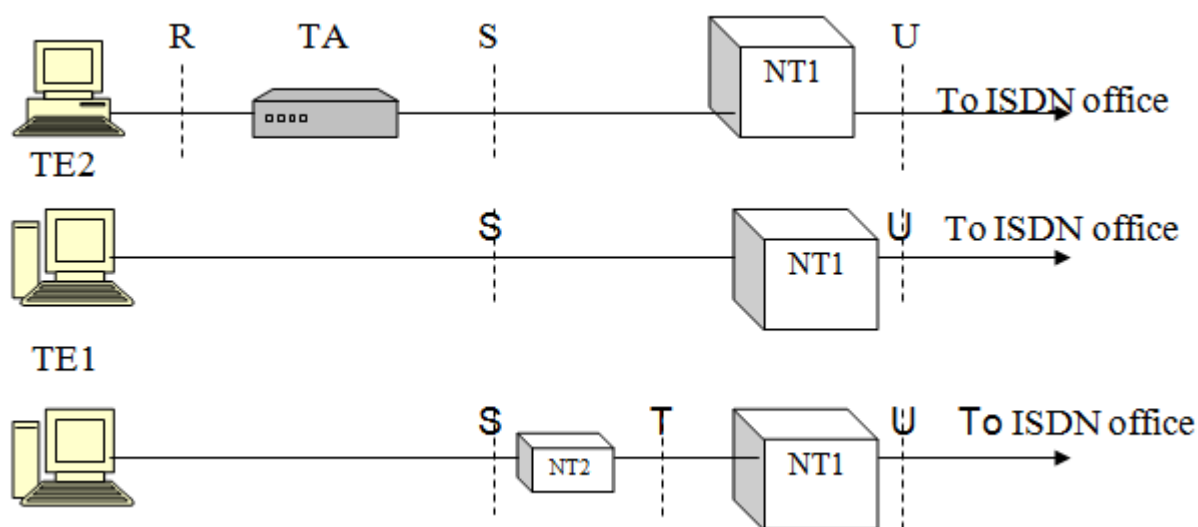 R TA S NT1 U
To ISDN office
TE2
S NT1 U To ISDN office
TE1
S NT2 T NT1 U To ISDN office